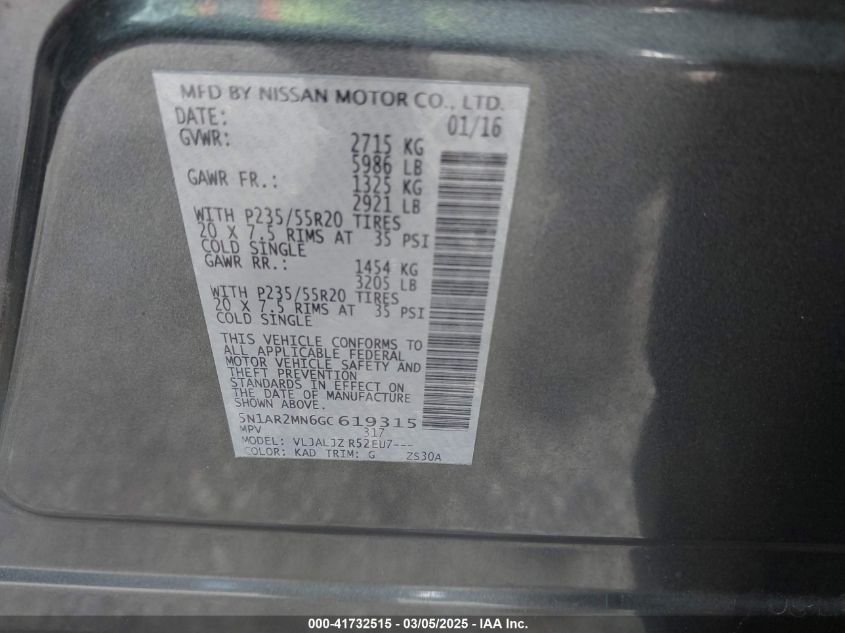 MFD BY NISSAN MOTOR CO., LTD.
DATE: 01/16
GVWR: 2715 KG
5986 LB
GAWR FR.: 1325 KG
2921 LB
WITH P235/55R20 TIRES
20 X 7.5 RIMS AT 35 PSI
COLD SINGLE
GAWR RR.: 1454 KG
3205 LB
WITH P235/55R20 TIRES
20 X 7.5 RIMS AT 35 PSI
COLD SINGLE
THIS VEHICLE CONFORMS TO
ALL APPLICABLE FEDERAL
MOTOR VEHICLE SAFETY AND
THEFT PREVENTION
STANDARDS IN EFFECT ON
THE DATE OF MANUFACTURE
SHOWN ABOVE.
5N1AR2MN6GC 619315
MPV 317
MODEL: VLJALJZ R52EU7---
COLOR: KAD TRIM: G ZS30A
000-41732515 - 03/05/2025 - IAA, Inc.